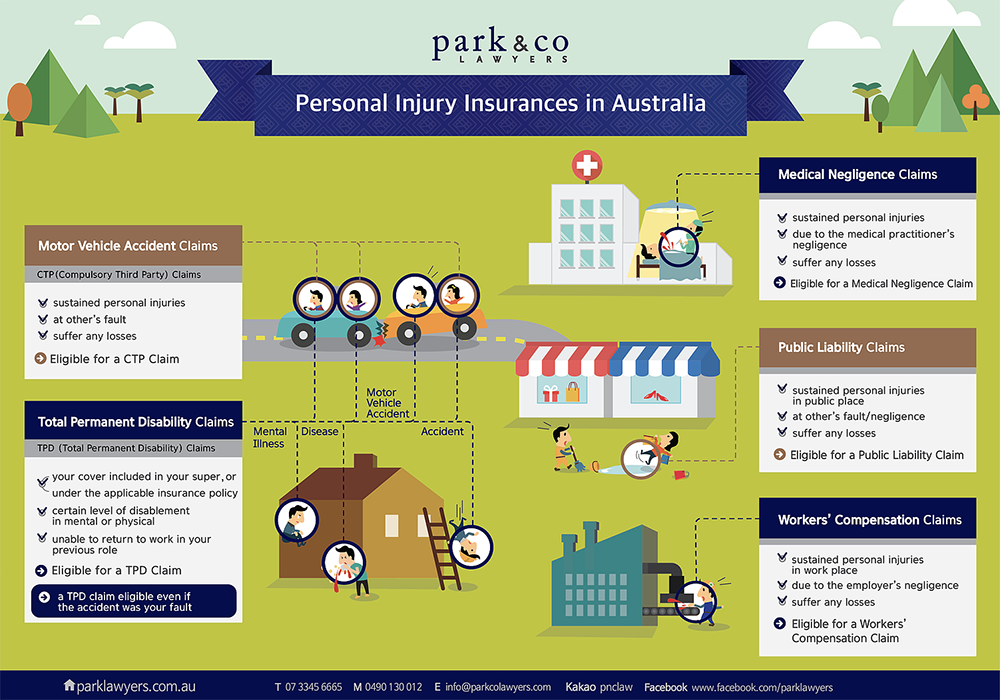 park & co
LAWYERS
Personal Injury Insurances in Australia
Motor Vehicle Accident Claims
CTP (Compulsory Third Party) Claims
sustained personal injuries
at other's fault
suffer any losses
Eligible for a CTP Claim
Total Permanent Disability Claims
TPD (Total Permanent Disability) Claims
your cover included in your super, or
under the applicable insurance policy
certain level of disablement
in mental or physical
unable to return to work in your
previous role
Eligible for a TPD Claim
a TPD claim eligible even if
the accident was your fault
Mental
Illness
Disease
Motor
Vehicle
Accident
Accident
Medical Negligence Claims
sustained personal injuries
due to the medical practitioner's
negligence
suffer any losses
Eligible for a Medical Negligence Claim
Public Liability Claims
sustained personal injuries
in public place
at other's fault/negligence
suffer any losses
Eligible for a Public Liability Claim
Workers' Compensation Claims
sustained personal injuries
in work place
due to the employer's negligence
suffer any losses
Eligible for a Workers'
Compensation Claim
parklawyers.com.au T 07 3345 6665 M 0490 130 012 E info@parkcolawyers.com Kakao pnclaw Facebook www.facebook.com/parklawyers